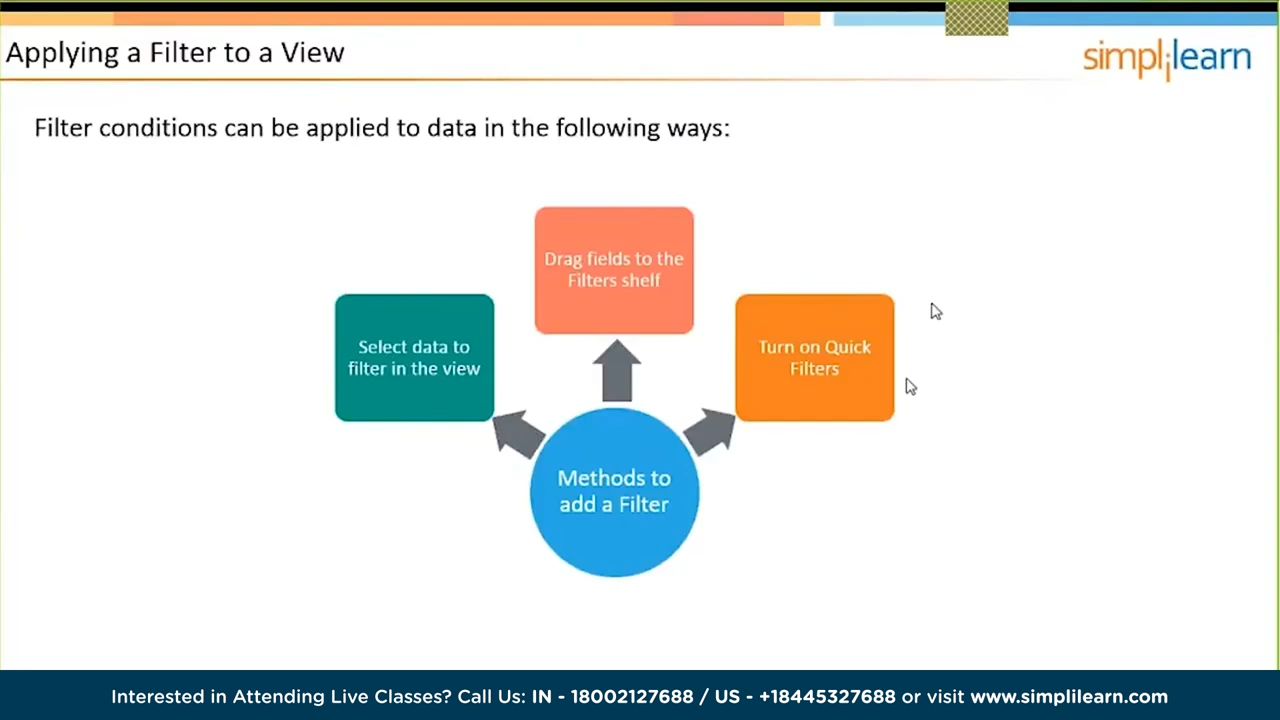 Applying a Filter to a View
simplilearn
Filter conditions can be applied to data in the following ways:
Drag fields to the
Filters shelf
Select data to
filter in the view
Turn on Quick
Filters
Methods to
add a Filter
Interested in Attending Live Classes? Call Us: IN - 18002127688 / US - +18445327688 or visit www.simplilearn.com